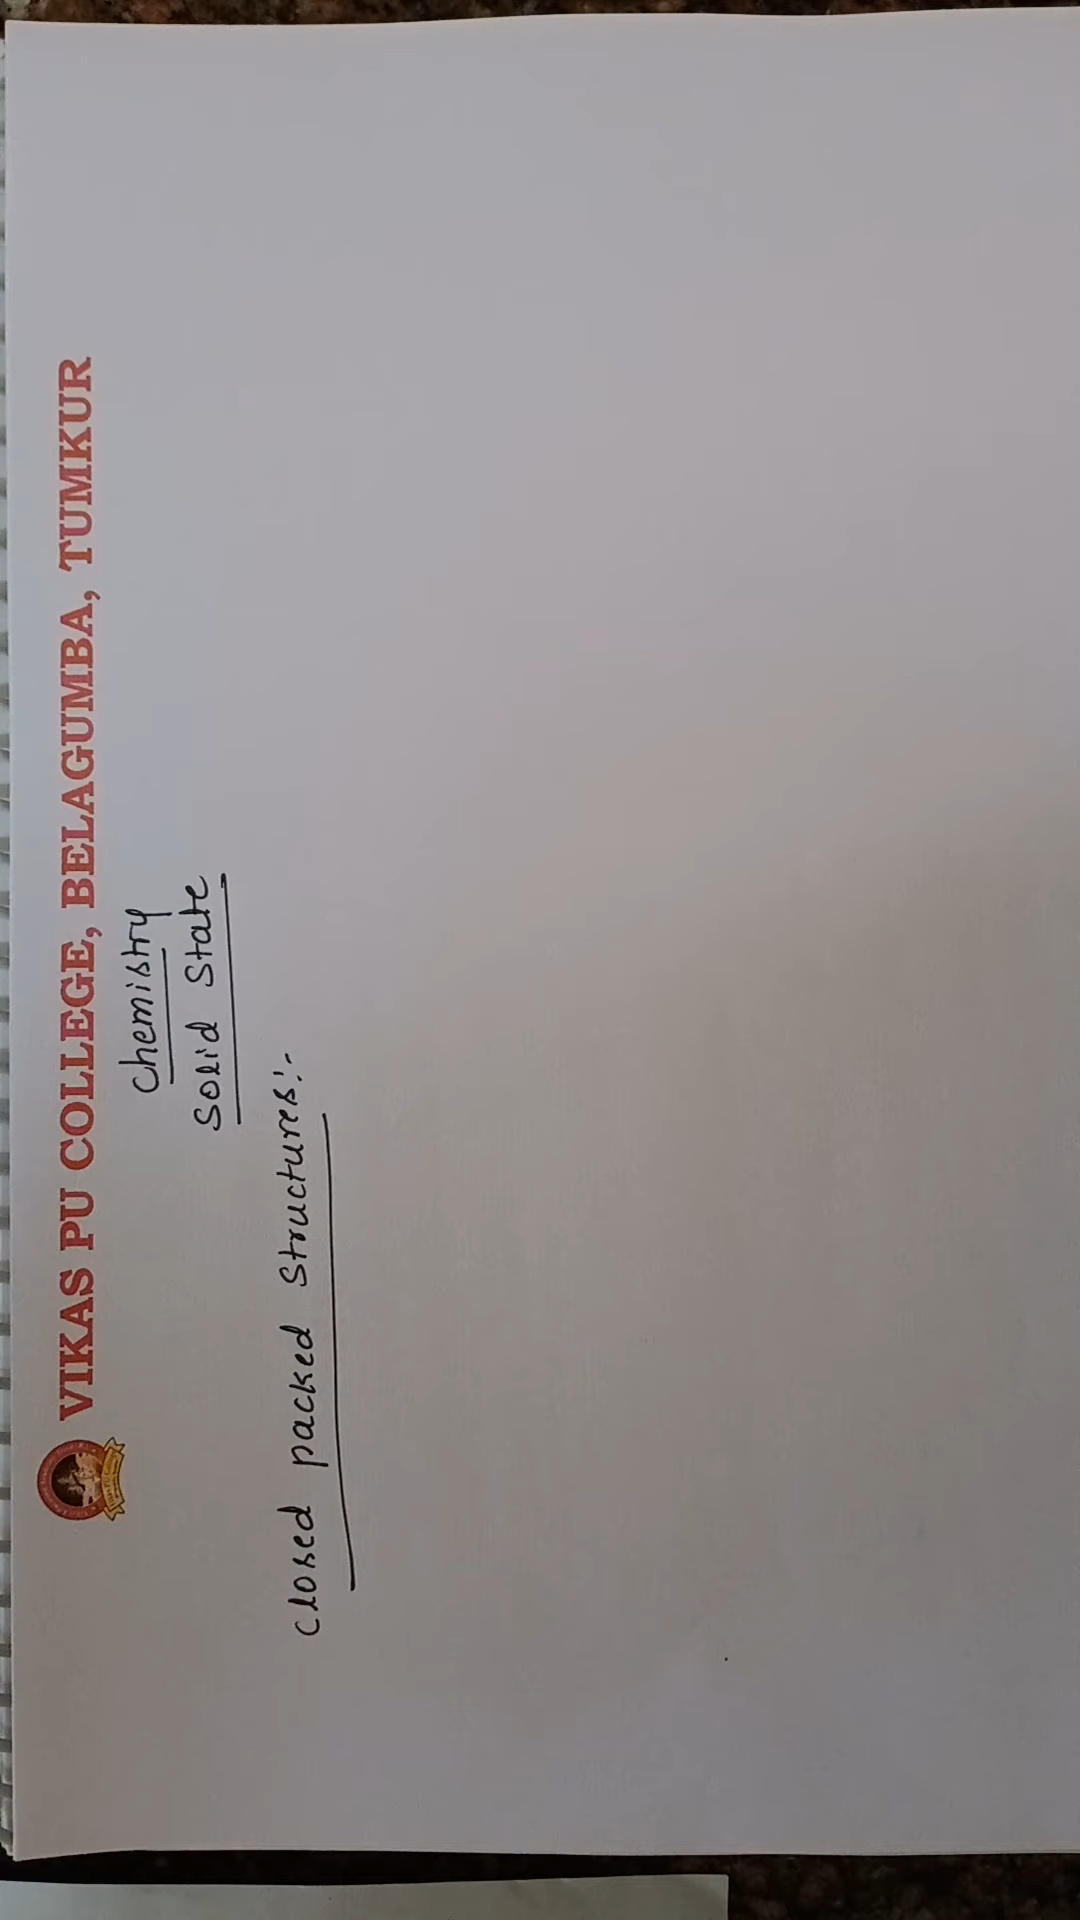 VIKAS PU COLLEGE, BELAGUMBA, TUMKUR
Chemistry
Solid State
Closed packed Structures:-